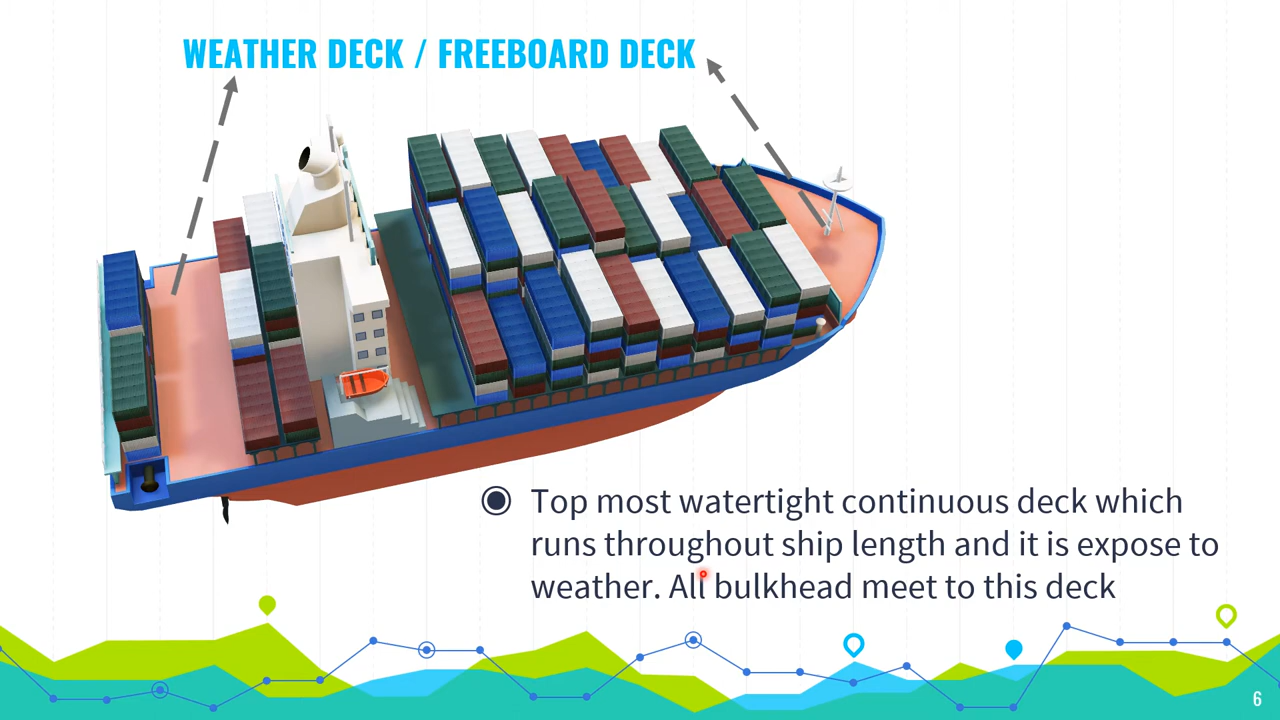 WEATHER DECK / FREEBOARD DECK
Top most watertight continuous deck which
runs throughout ship length and it is expose to
weather. All bulkhead meet to this deck
6